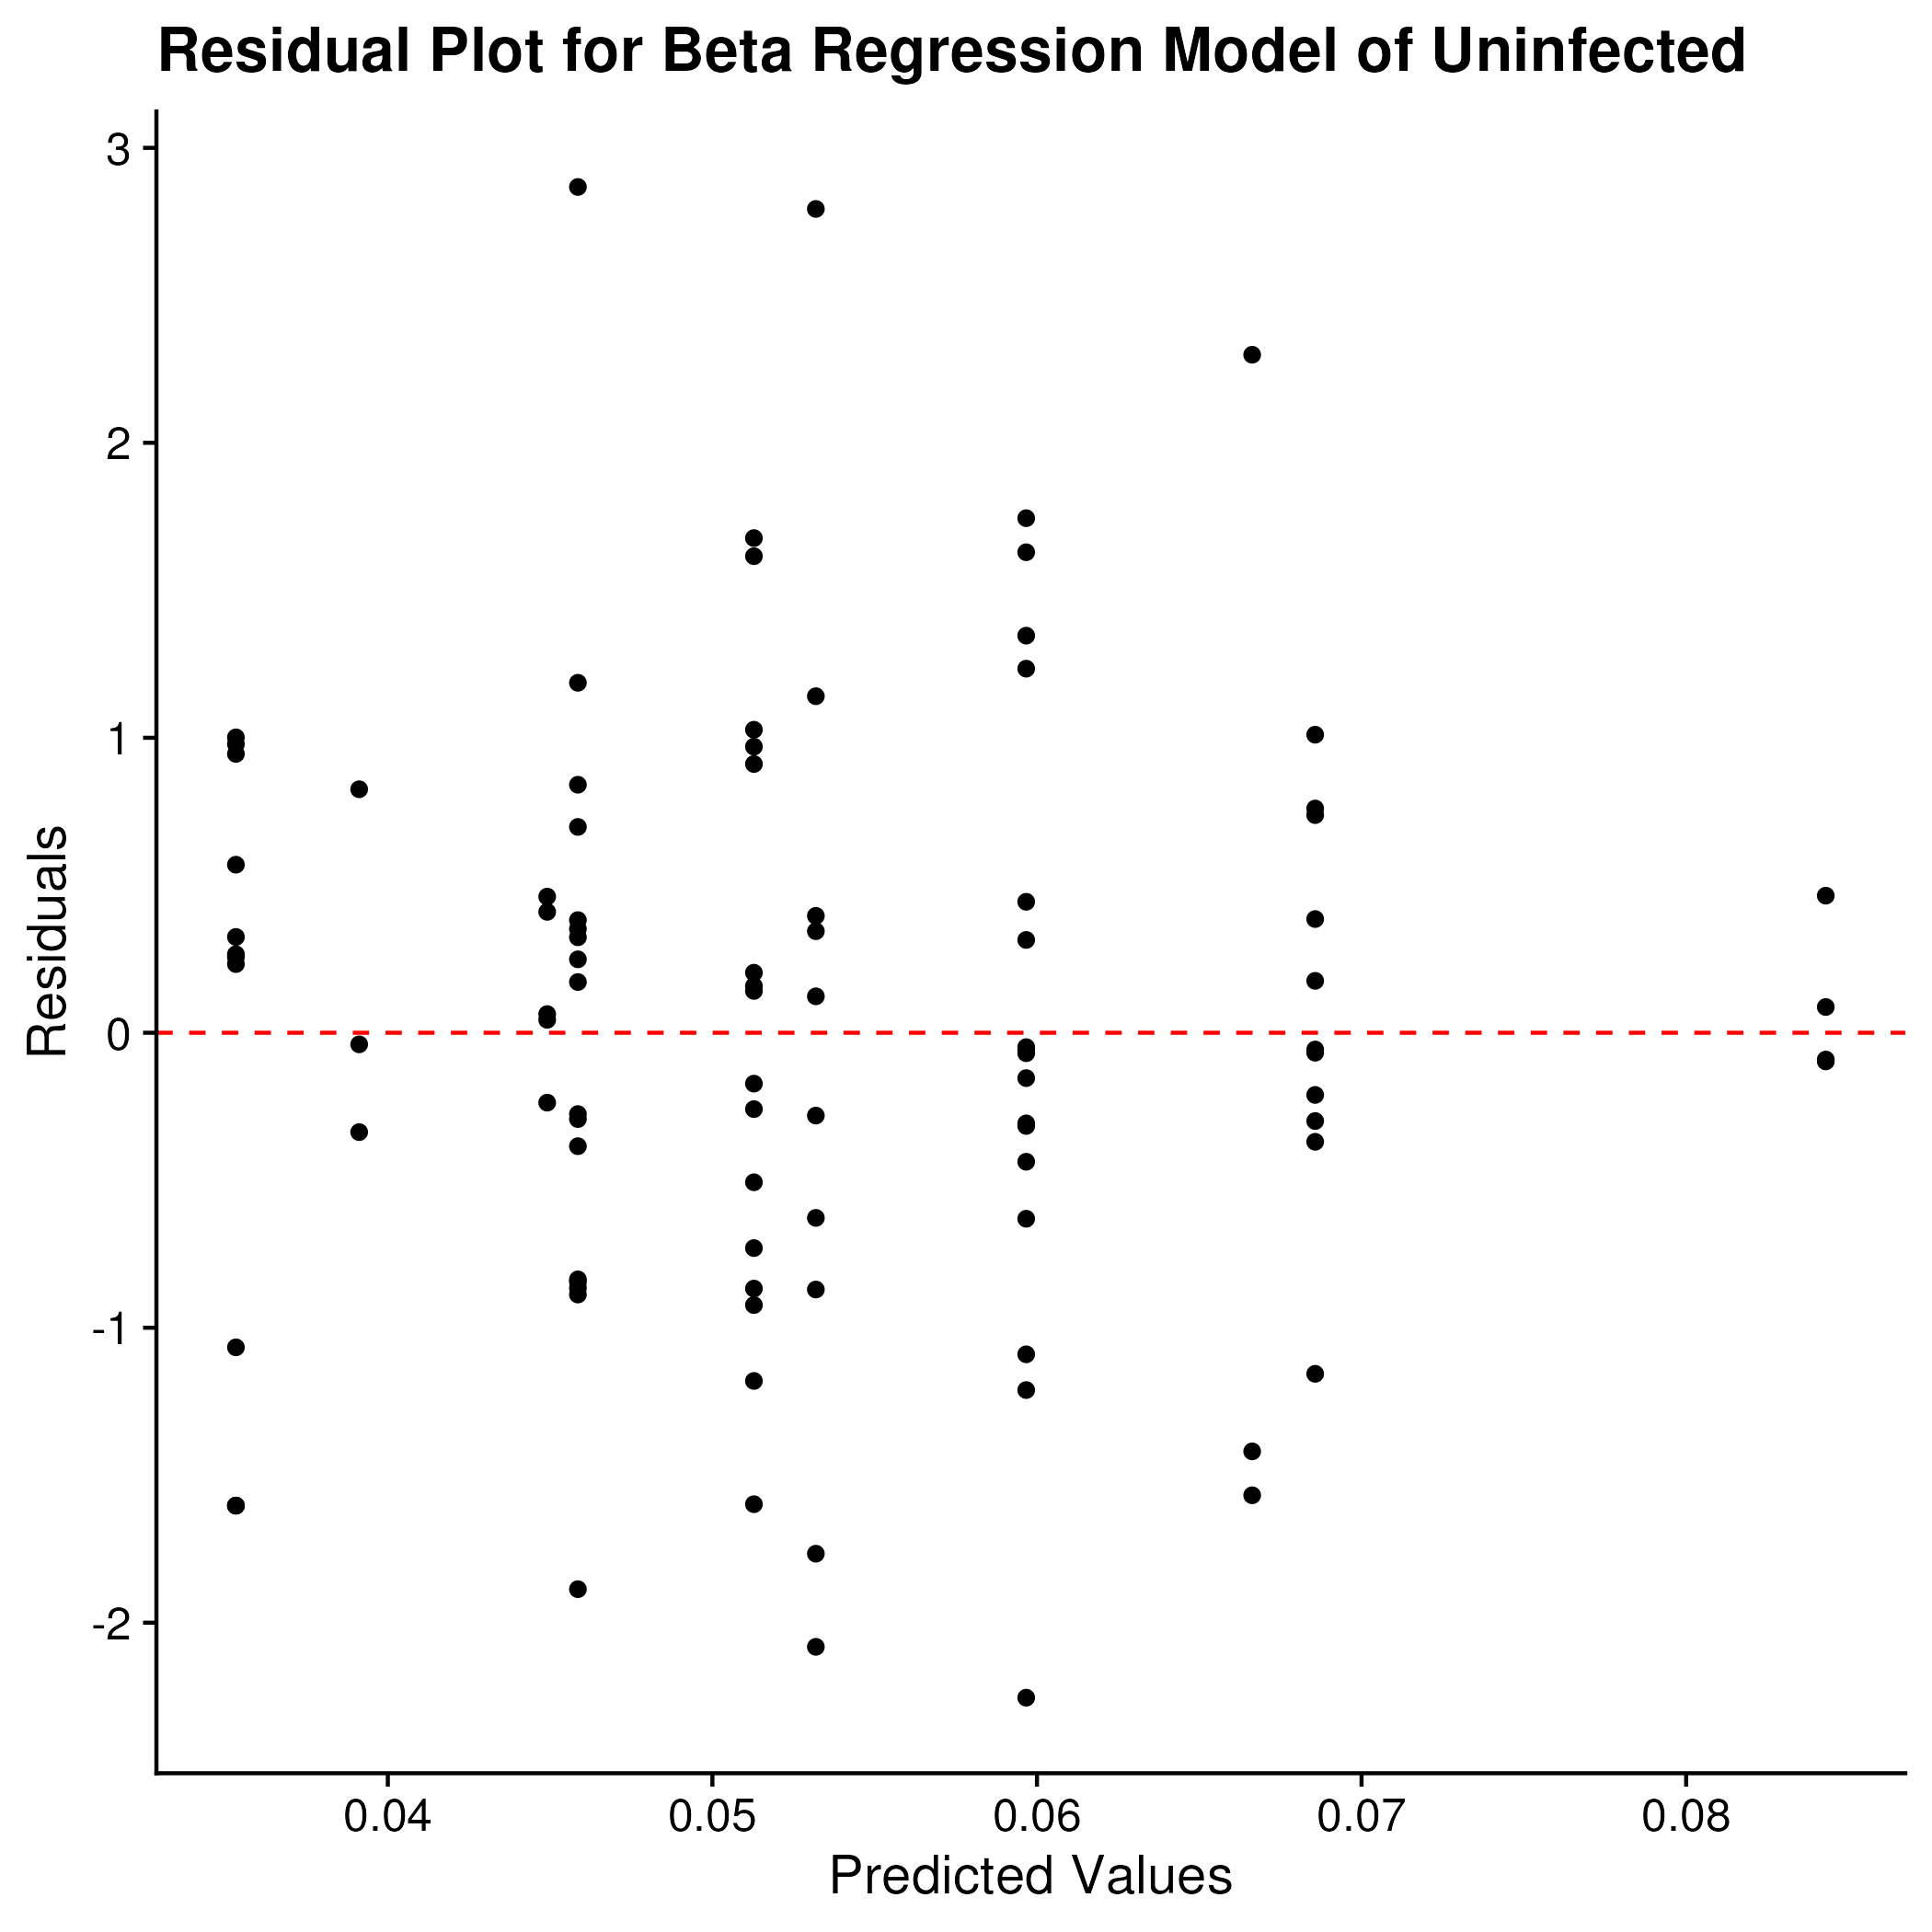 Residual Plot for Beta Regression Model of Uninfected
3
2
1
0
-1
-2
Residuals
0.04 0.05 0.06 0.07 0.08
Predicted Values